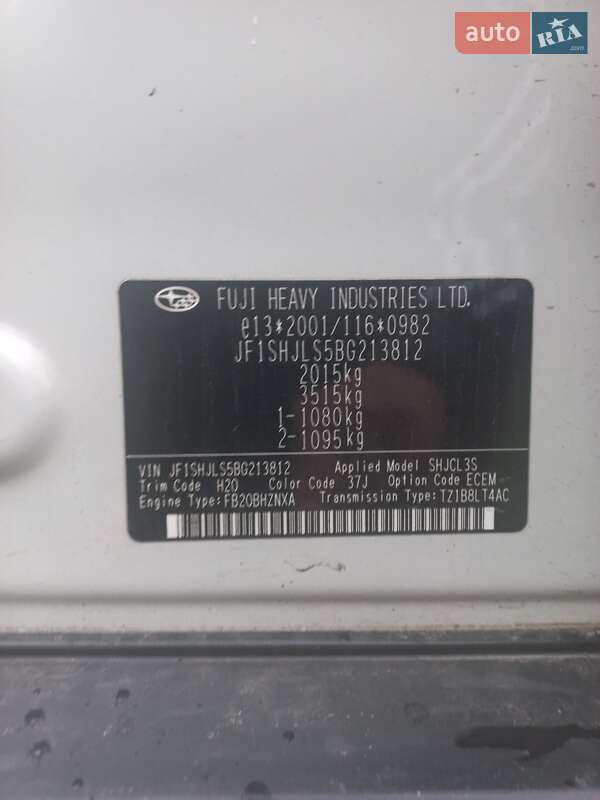 auto RIA.com
FUJI HEAVY INDUSTRIES LTD.
e13*2001/116*0982
JF1SHJLS5BG213812
2015kg
3515kg
1-1080kg
2-1095kg
VIN JF1SHJLS5BG213812 Applied Model SHJCL3S
Trim Code H20 Color Code 37J Option Code ECEM
Engine Type:FB20BHZNXA Transmission Type:TZ1B8LT4AC